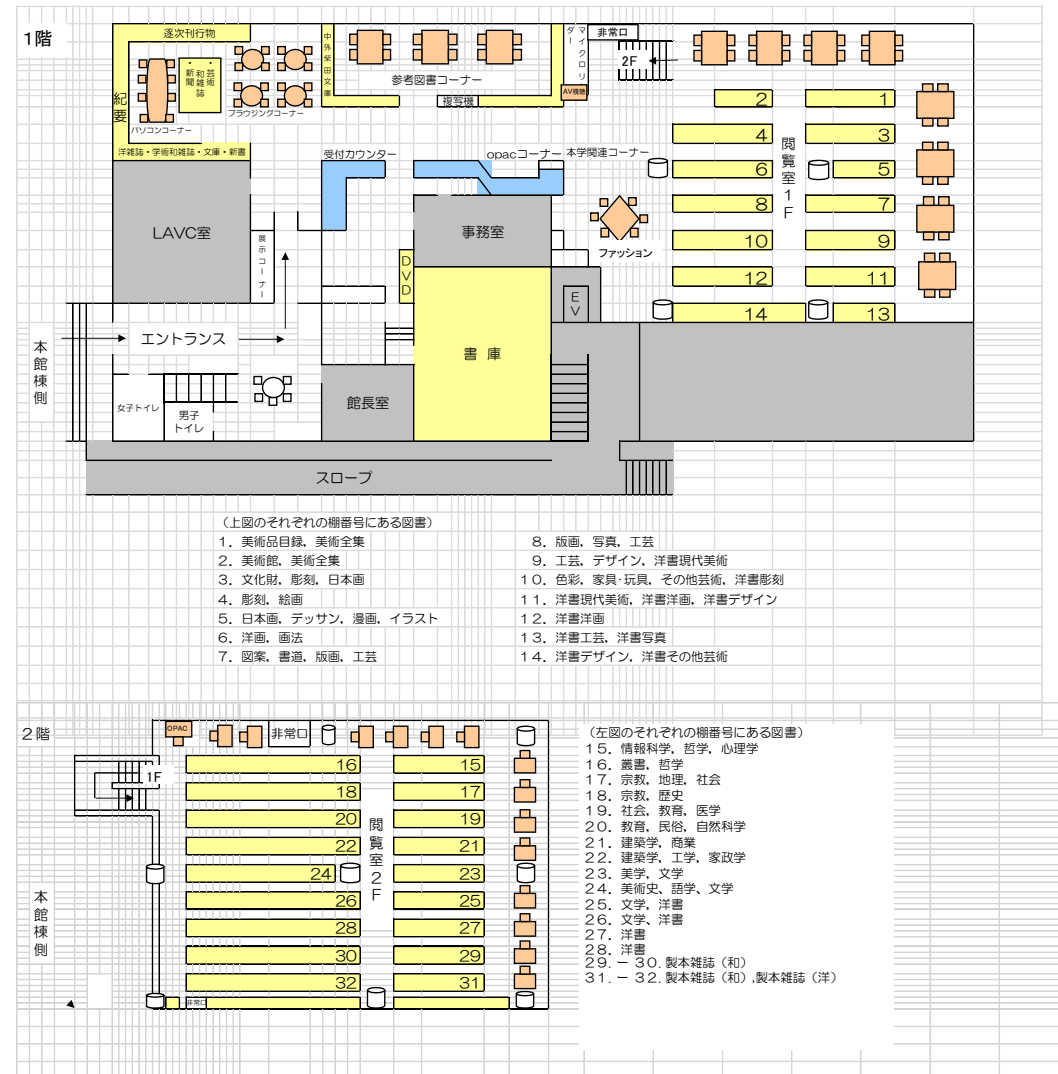 1階
逐次刊行物
紀要
新聞・和雑誌・芸術
パソコンコーナー
ブラウジングコーナー
洋雑誌・学術和雑誌・文庫・新書
中外柴田文庫
参考図書コーナー
複写機
マイクロリーダー
AV視聴
非常口
2F
2
1
4
3
6
5
8
7
10
9
12
11
14
13
閲覧室1F
受付カウンター
opacコーナー
本学関連コーナー
ファッション
LAVC室
展示コーナー
事務室
DVD
EV
書庫
エントランス
本館棟側
女子トイレ
男子トイレ
館長室
スロープ
（上図のそれぞれの棚番号にある図書）
1．美術品目録，美術全集
2．美術館，美術全集
3．文化財，彫刻，日本画
4．彫刻，絵画
5．日本画，デッサン，漫画，イラスト
6．洋画，画法
7．図案，書道，版画，工芸
8．版画，写真，工芸
9．工芸，デザイン，洋書現代美術
10．色彩，家具・玩具，その他芸術，洋書彫刻
11．洋書現代美術，洋書洋画，洋書デザイン
12．洋書洋画
13．洋書工芸，洋書写真
14．洋書デザイン，洋書その他芸術
2階
OPAC
非常口
1F
16
15
18
17
20
19
22
21
24
23
26
25
28
27
30
29
32
31
閲覧室2F
本館棟側
非常口
（左図のそれぞれの棚番号にある図書）
15．情報科学，哲学，心理学
16．叢書，哲学
17．宗教，地理，社会
18．宗教，歴史
19．社会，教育，医学
20．教育，民俗，自然科学
21．建築学，商業
22．建築学，工学，家政学
23．美学，文学
24．美術史，語学，文学
25．文学，洋書
26．文学、洋書
27．洋書
28．洋書
29．－ 30．製本雑誌（和）
31．－ 32．製本雑誌（和），製本雑誌（洋）